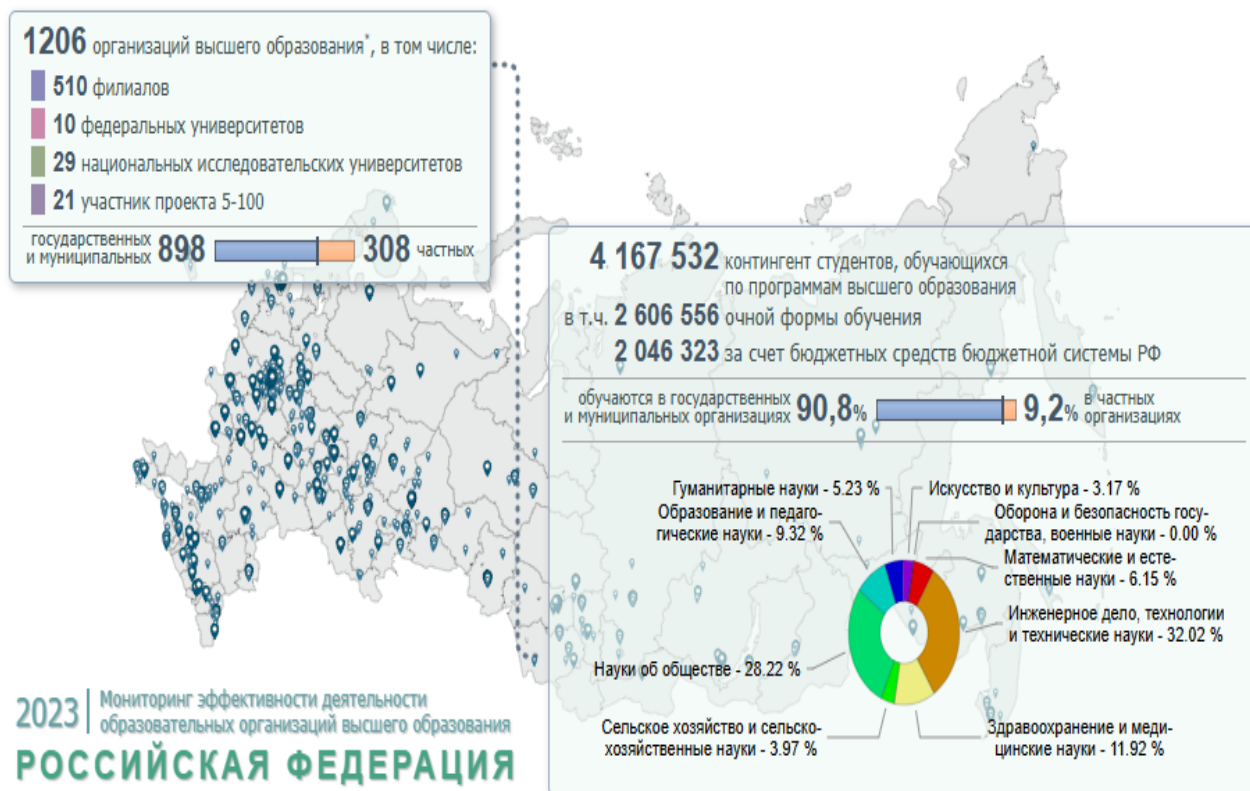 1206 организаций высшего образования*, в том числе:
510 филиалов
10 федеральных университетов
29 национальных исследовательских университетов
21 участник проекта 5-100
государственных
и муниципальных 898 308 частных
4 167 532 контингент студентов, обучающихся
по программам высшего образования
в т.ч. 2 606 556 очной формы обучения
2 046 323 за счет бюджетных средств бюджетной системы РФ
обучаются в государственных
и муниципальных организациях 90,8% 9,2% в частных
организациях
Гуманитарные науки - 5.23 %
Искусство и культура - 3.17 %
Образование и педаго-
гические науки - 9.32 %
Оборона и безопасность госу-
дарства, военные науки - 0.00 %
Математические и есте-
ственные науки - 6.15 %
Инженерное дело, технологии
и технические науки - 32.02 %
Науки об обществе - 28.22 %
Сельское хозяйство и сельско-
хозяйственные науки - 3.97 %
Здравоохранение и меди-
цинские науки - 11.92 %
2023 Мониторинг эффективности деятельности
образовательных организаций высшего образования
РОССИЙСКАЯ ФЕДЕРАЦИЯ